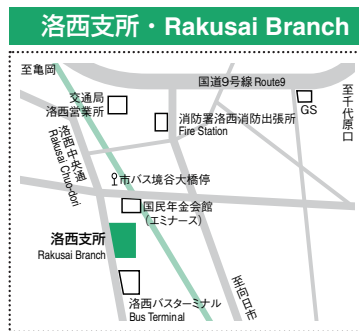 洛西支所・Rakusai Branch
至亀岡
国道9号線 Route9
至千代原口
交通局
洛西営業所
GS
消防署洛西消防出張所
Fire Station
洛西中央通
Rakusai Chuo-dori
市バス境谷大橋停
国民年金会館
(エミナース)
洛西支所
Rakusai Branch
至向日市
洛西バスターミナル
Bus Terminal